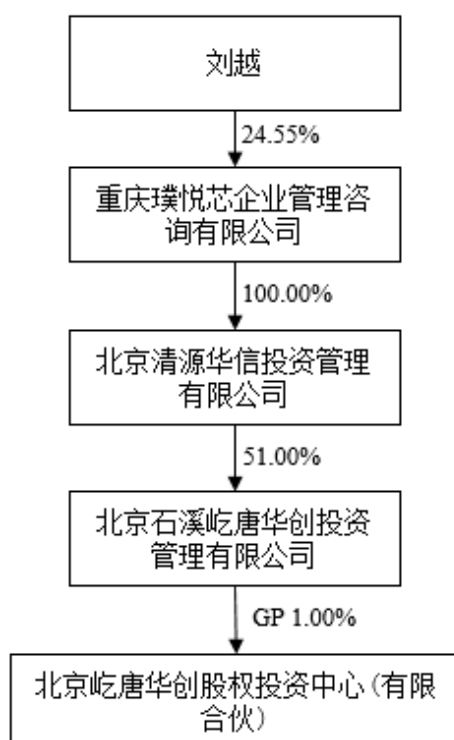 刘越
24.55%
重庆璞悦芯企业管理咨
询有限公司
100.00%
北京清源华信投资管理
有限公司
51.00%
北京石溪屹唐华创投资
管理有限公司
GP 1.00%
北京屹唐华创股权投资中心（有限
合伙）